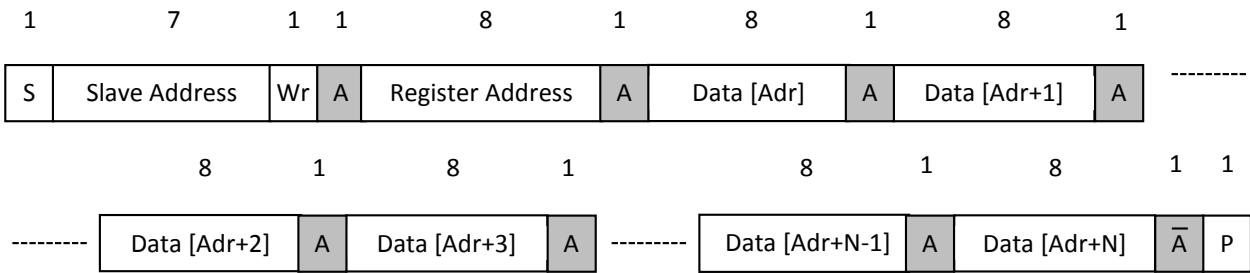 1 7 1 1 8 1 8 1 8 1
S Slave Address Wr A Register Address A Data [Adr] A Data [Adr+1] A
8 1 8 1 8 1 8 1 1
Data [Adr+2] A Data [Adr+3] A Data [Adr+N-1] A Data [Adr+N] A̅ P